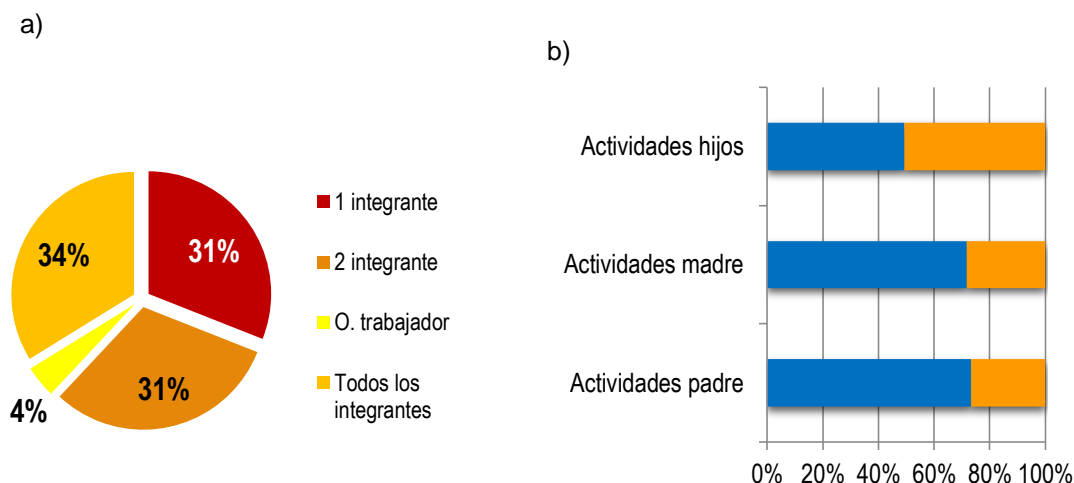 a)
31%
31%
4%
34%
1 integrante
2 integrante
O. trabajador
Todos los
integrantes
b)
Actividades hijos
Actividades madre
Actividades padre
0% 20% 40% 60% 80% 100%